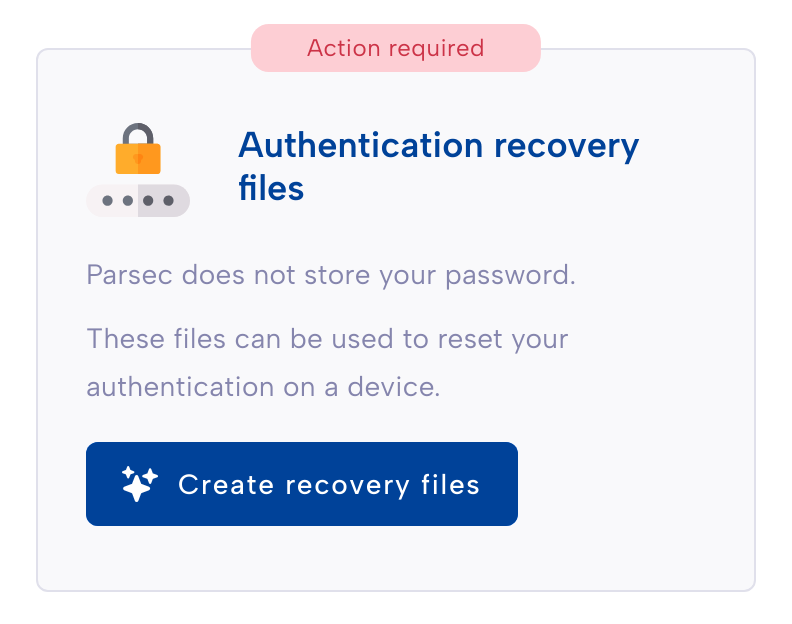 Action required
Authentication recovery
files
Parsec does not store your password.
These files can be used to reset your
authentication on a device.
Create recovery files